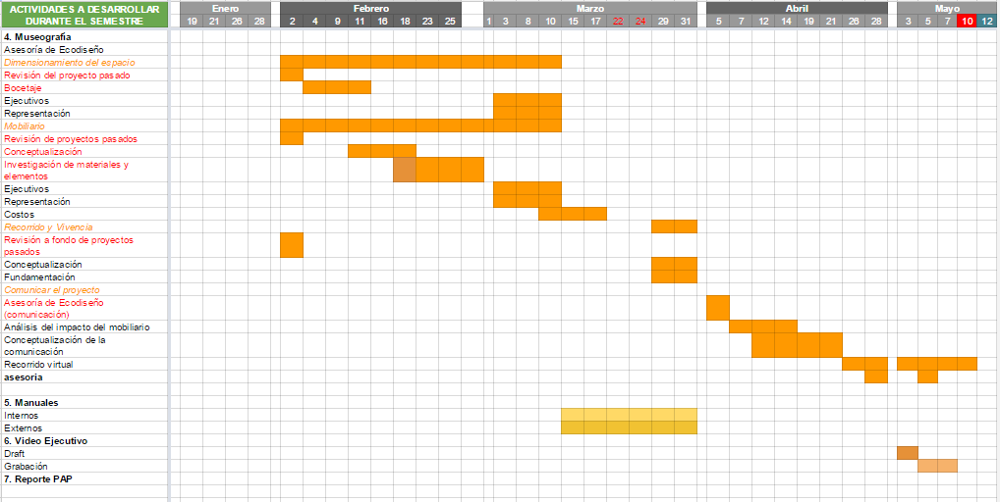 ACTIVIDADES A DESARROLLAR
DURANTE EL SEMESTRE
Enero Febrero Marzo Abril Mayo
19 21 26 28 2 4 9 11 16 18 23 25 1 3 8 10 15 17 22 24 29 31 5 7 12 14 19 21 26 28 3 5 7 10 12
4. Museografía
Asesoría de Ecodiseño
Dimensionamiento del espacio
Revisión del proyecto pasado
Bocetaje
Ejecutivos
Representación
Mobiliario
Revisión de proyectos pasados
Conceptualización
Investigación de materiales y
elementos
Ejecutivos
Representación
Costos
Recorrido y Vivencia
Revisión a fondo de proyectos
pasados
Conceptualización
Fundamentación
Comunicar el proyecto
Asesoría de Ecodiseño
(comunicación)
Análisis del impacto del mobiliario
Conceptualización de la
comunicación
Recorrido virtual
asesoria
5. Manuales
Internos
Externos
6. Video Ejecutivo
Draft
Grabación
7. Reporte PAP